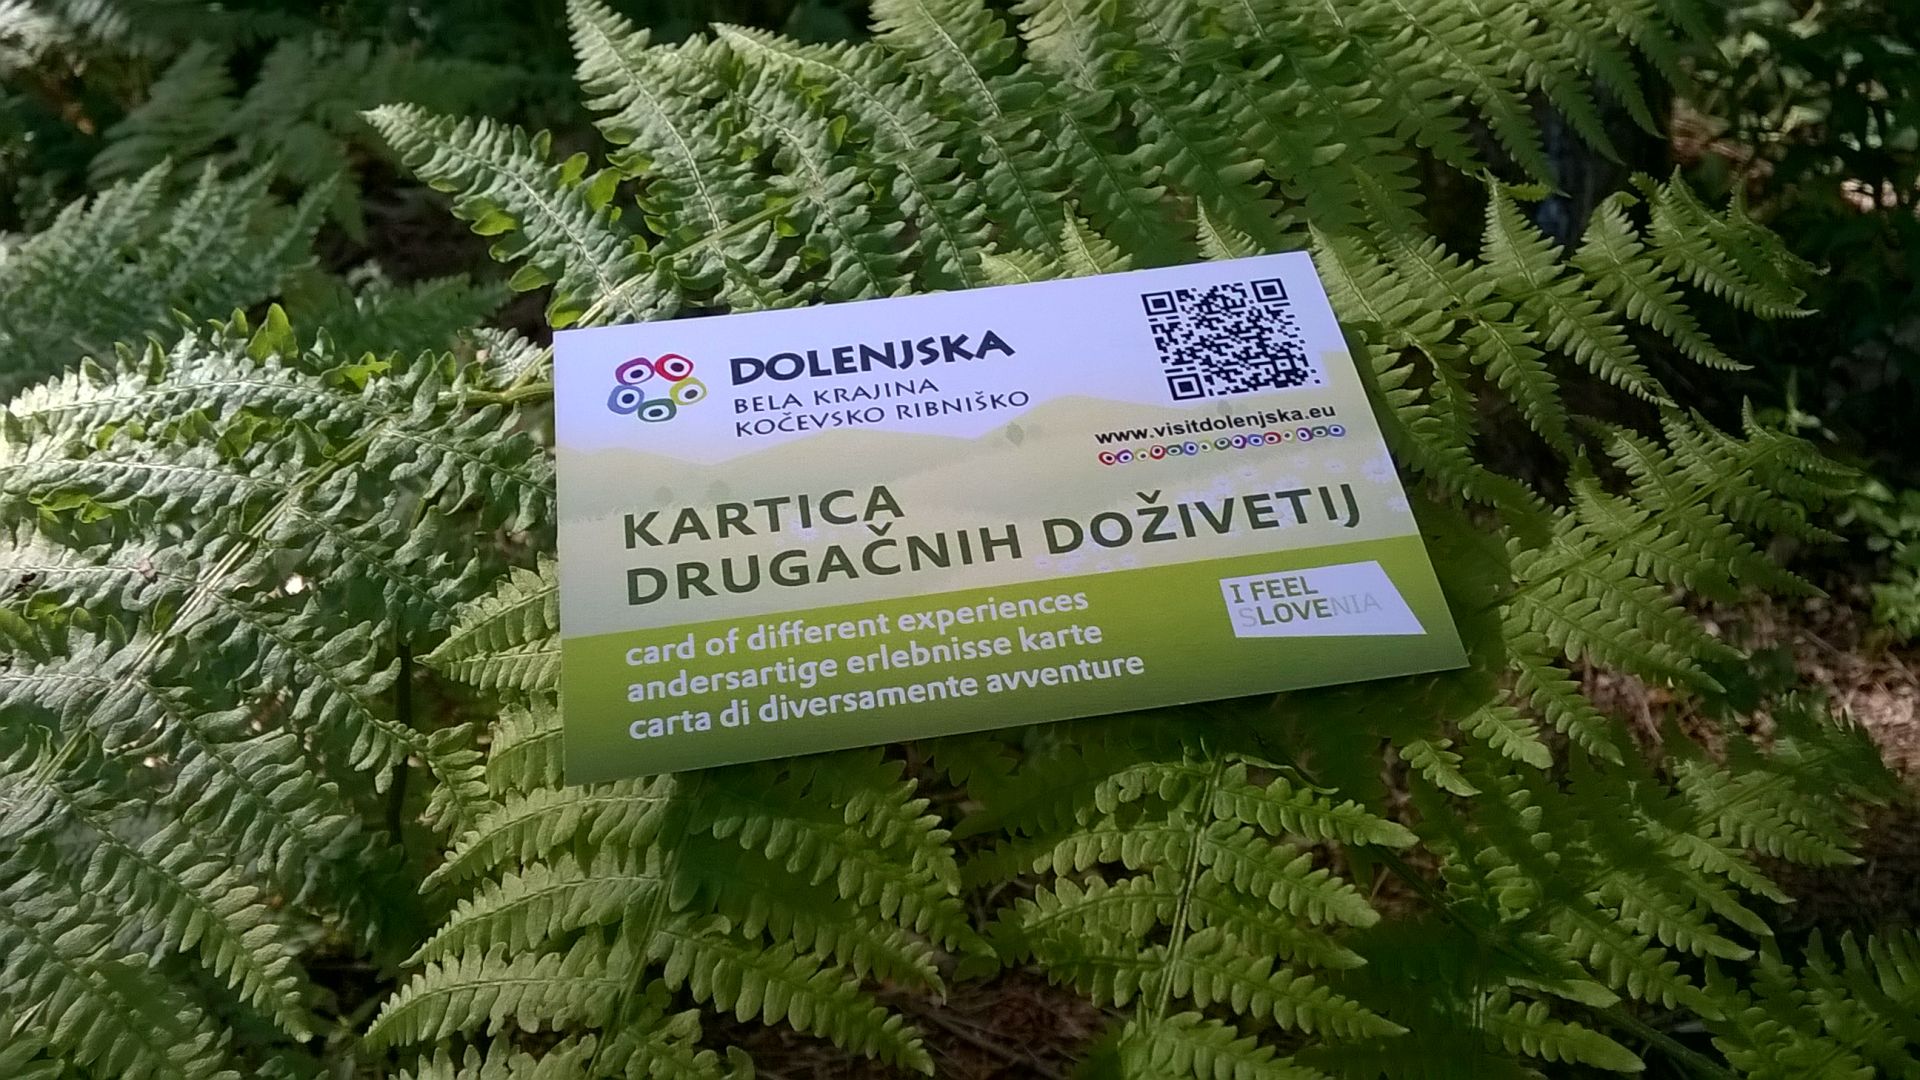 DOLENJSKA
BELA KRAJINA
KOČEVSKO RIBNIŠKO
www.visitdolenjska.eu
KARTICA
DRUGAČNIH DOŽIVETIJ
card of different experiences
andersartige erlebnisse karte
carta di diversamente avventure
I FEEL
SLOVENIA